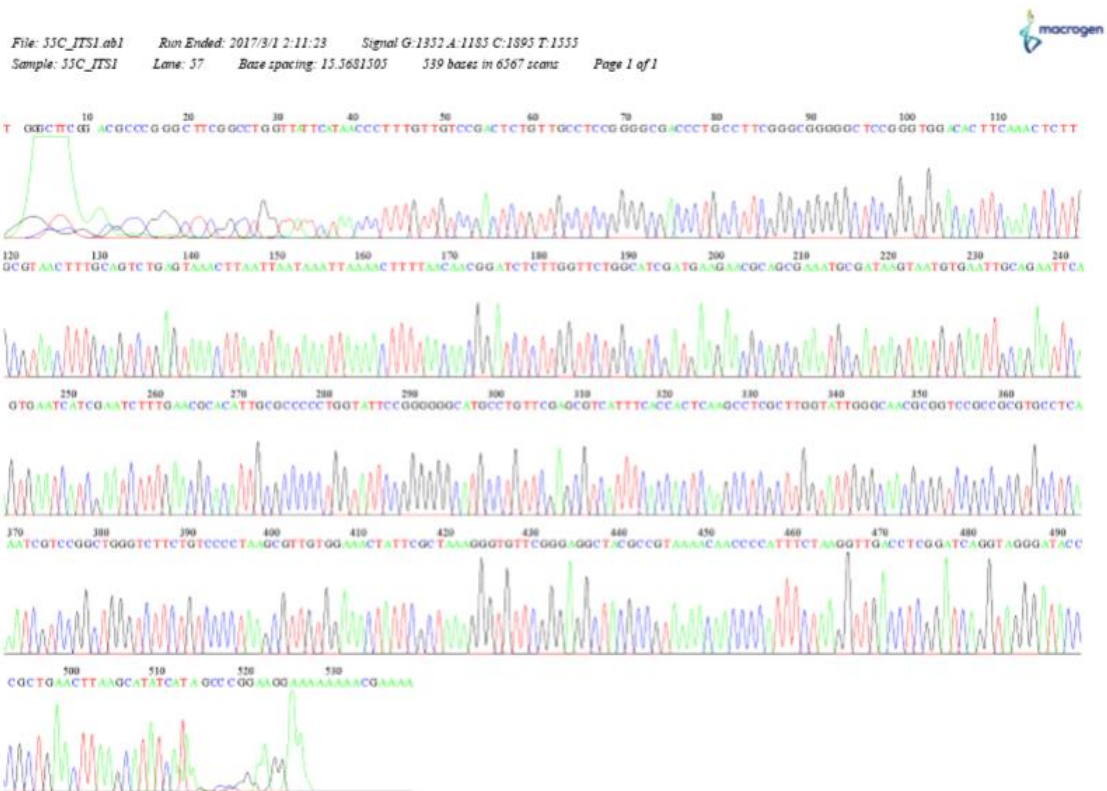 macrogen
File: 55C_ITS1.ab1 Run Ended: 2017/3/1 2:11:23 Signal G:1352 A:1185 C:1895 T:1555
Sample: 55C_ITS1 Lane: 57 Base spacing: 15.5681505 539 bases in 6567 scans Page 1 of 1
10 20 30 40 50 60 70 80 90 100 110
T GGGCTTCGG ACGCCCGGGCTTCGGCCTGGTTATTCATAACCCTTTGTTGTCCGACTCTGTTGCCTCCGGGGCGACCCTGCCTTCGGGCGGGGGCTCCGGGTGGACACTTCAAACTCTT
120 130 140 150 160 170 180 190 200 210 220 230 240
GCGTAACTTTGCAGTCTGAGTAAACTTAATTAATAAATTAAAACTTTTAACAACGGATCTCTTGGTTCTGGCATCGATGAAGAACGCAGCGAAATGCGATAAGTAATGTGAATTGCAGAATTCA
250 260 270 280 290 300 310 320 330 340 350 360
GTGAATCATCGAATCTTTGAACGCACATTGCGCCCCCTGGTATTCCGGGGGGCATGCCTGTTCGAGCGTCATTTCACCACTCAAGCCTCGCTTGGTATTGGGCAACGCGGTCCGCCGCGTGCCTCA
370 380 390 400 410 420 430 440 450 460 470 480 490
AATCGTCCGGCTGGGTCTTCTGTCCCCTAAGCGTTGTGGAAACTATTCGCTAAAGGGTGTTCGGGAGGCTACGCCGTAAAACAACCCCATTTCTAAGGTTGACCTCGGATCAGGTAGGGATACC
500 510 520 530
CGCTGAACTTAAGCATATCATAGCCCGGAAGGAAAAAAAACGAAAA